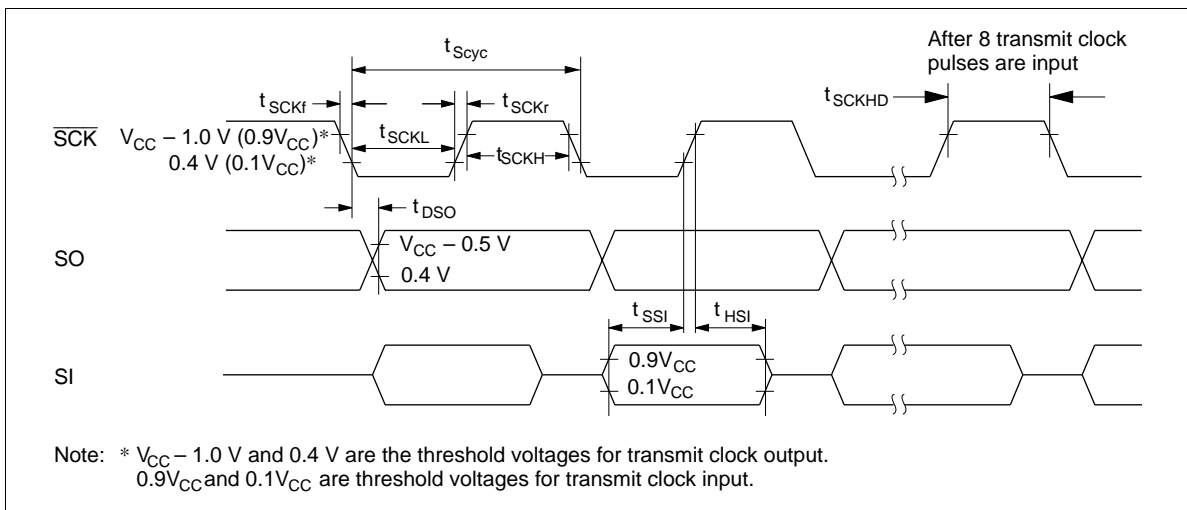 After 8 transmit clock
pulses are input
tScyc
tSCKf
tSCKr
tSCKHD
SCK
VCC – 1.0 V (0.9VCC)*
0.4 V (0.1VCC)*
tSCKL
tSCKH
tDSO
SO
VCC – 0.5 V
0.4 V
tSSI
tHSI
SI
0.9VCC
0.1VCC
Note: * VCC – 1.0 V and 0.4 V are the threshold voltages for transmit clock output.
0.9VCC and 0.1VCC are threshold voltages for transmit clock input.